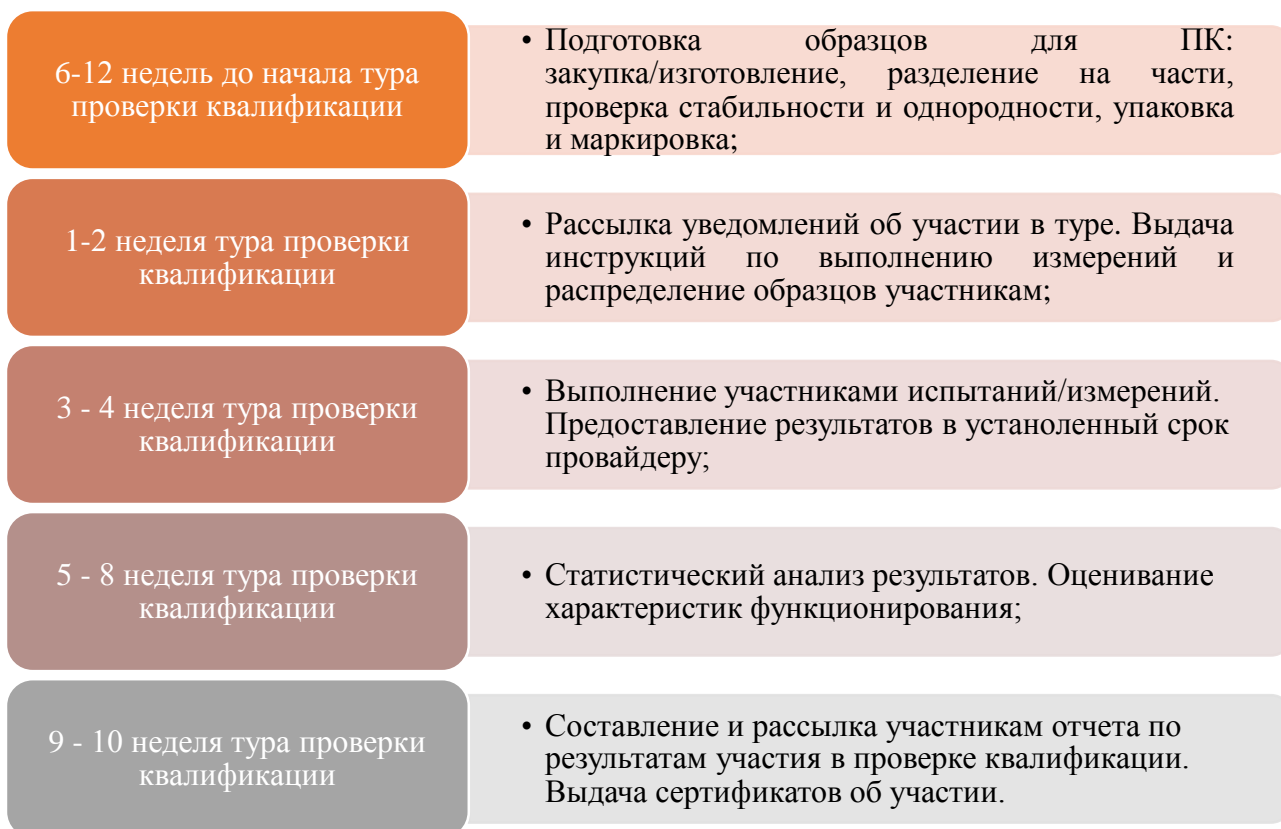 6-12 недель до начала тура
проверки квалификации
• Подготовка образцов для ПК:
закупка/изготовление, разделение на части,
проверка стабильности и однородности, упаковка
и маркировка;
1-2 неделя тура проверки
квалификации
• Рассылка уведомлений об участии в туре. Выдача
инструкций по выполнению измерений и
распределение образцов участникам;
3 - 4 неделя тура проверки
квалификации
• Выполнение участниками испытаний/измерений.
Предоставление результатов в устаноленный срок
провайдеру;
5 - 8 неделя тура проверки
квалификации
• Статистический анализ результатов. Оценивание
характеристик функционирования;
9 - 10 неделя тура проверки
квалификации
• Составление и рассылка участникам отчета по
результатам участия в проверке квалификации.
Выдача сертификатов об участии.